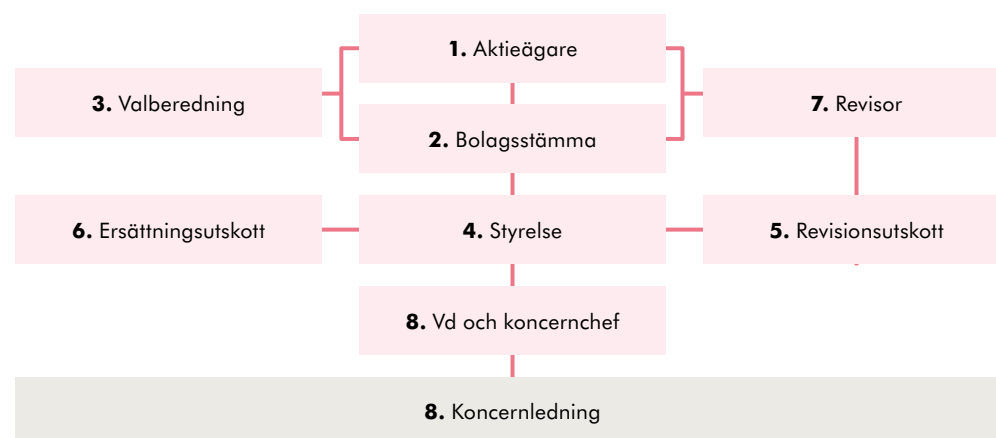 1. Aktieägare
3. Valberedning
7. Revisor
2. Bolagsstämma
6. Ersättningsutskott
4. Styrelse
5. Revisionsutskott
8. Vd och koncernchef
8. Koncernledning